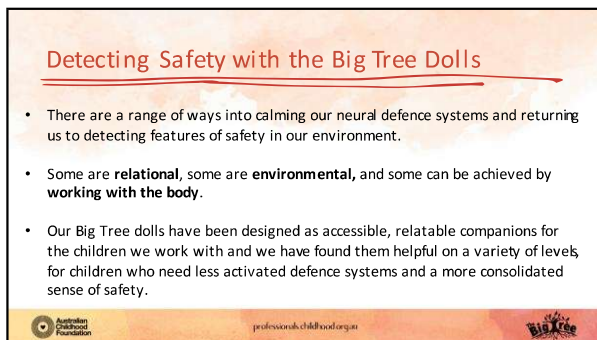 Detecting Safety with the Big Tree Dolls
• There are a range of ways into calming our neural defence systems and returning
us to detecting features of safety in our environment.
• Some are relational, some are environmental, and some can be achieved by
working with the body.
• Our Big Tree dolls have been designed as accessible, relatable companions for
the children we work with and we have found them helpful on a variety of levels,
for children who need less activated defence systems and a more consolidated
sense of safety.
Australian
Childhood
Foundation
professionals.childhood.org.au
Big Tree